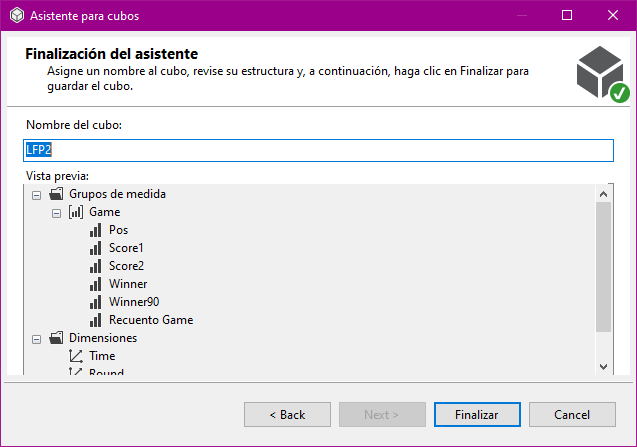 Asistente para cubos
Finalización del asistente
Asigne un nombre al cubo, revise su estructura y, a continuación, haga clic en Finalizar para
guardar el cubo.
Nombre del cubo:
LFP2
Vista previa:
Grupos de medida
Game
Pos
Score1
Score2
Winner
Winner90
Recuento Game
Dimensiones
Time
Round
< Back
Next >
Finalizar
Cancel